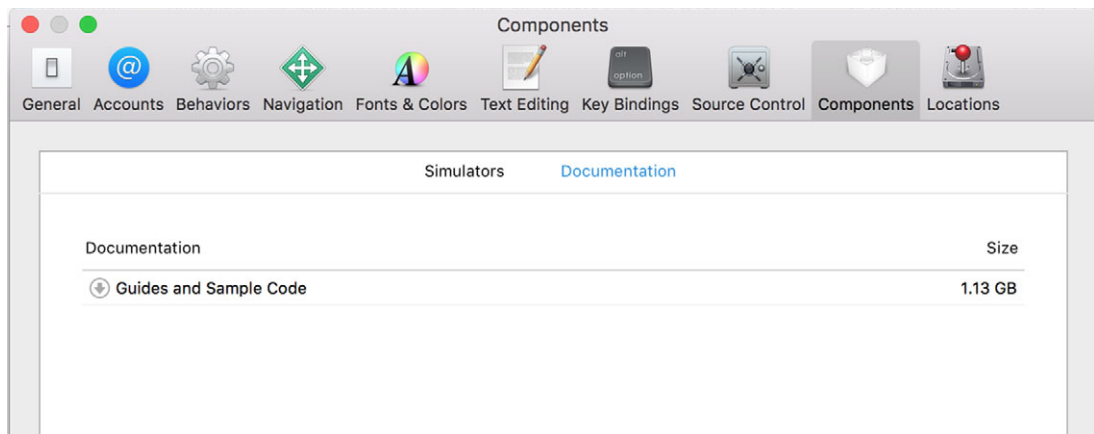 Components
General Accounts Behaviors Navigation Fonts & Colors Text Editing Key Bindings Source Control Components Locations
alt
option
Simulators Documentation
Documentation Size
Guides and Sample Code 1.13 GB